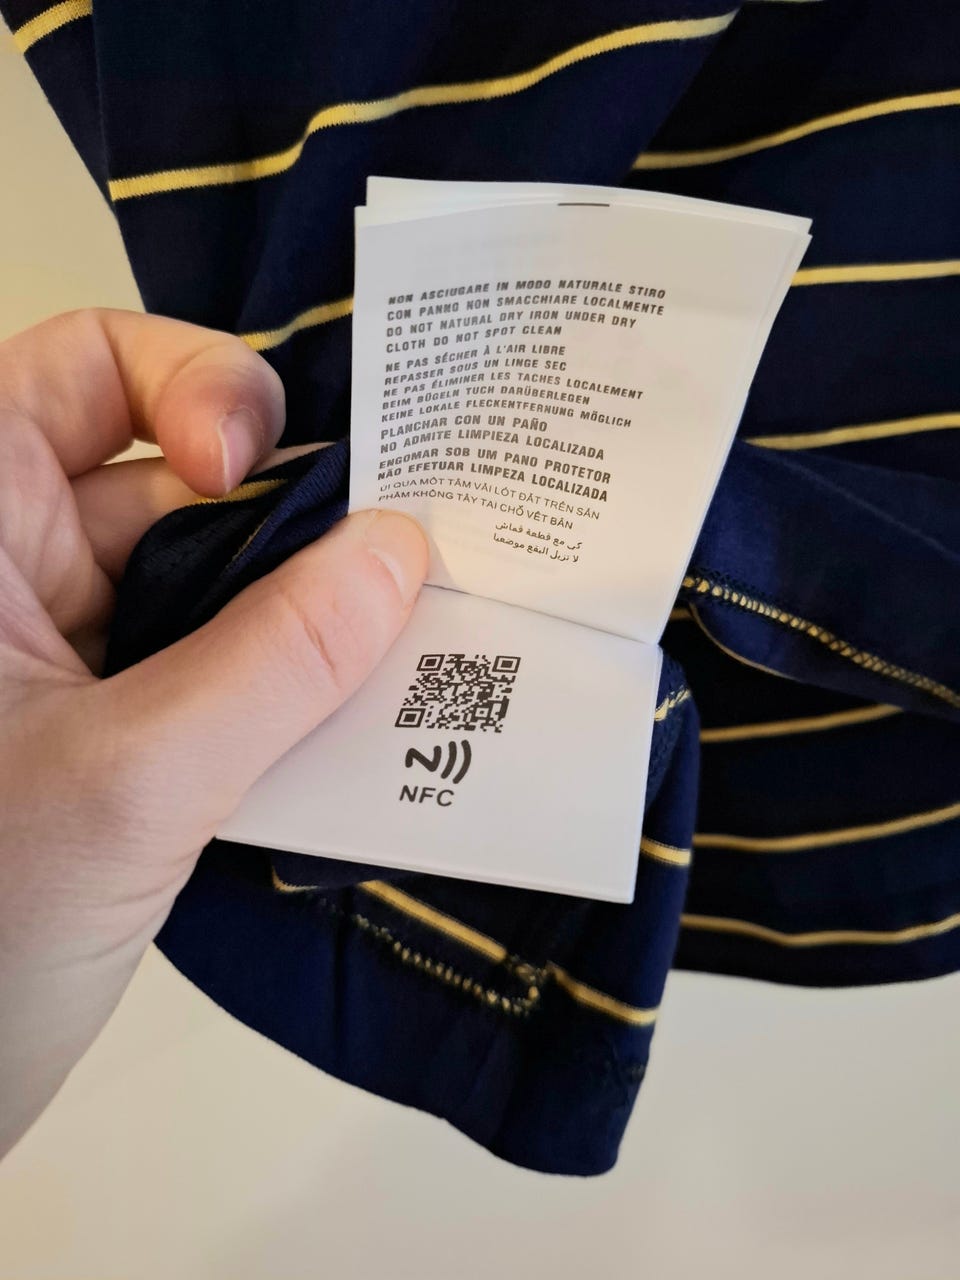 NON ASCIUGARE IN MODO NATURALE STIRO
CON PANNO NON SMACCHIARE LOCALMENTE
DO NOT NATURAL DRY IRON UNDER DRY
CLOTH DO NOT SPOT CLEAN
NE PAS SÉCHER À L'AIR LIBRE
REPASSER SOUS UN LINGE SEC
NE PAS ÉLIMINER LES TACHES LOCALEMENT
BEIM BÜGELN TUCH DARÜBERLEGEN
KEINE LOKALE FLECKENTFERNUNG MÖGLICH
PLANCHAR CON UN PAÑO
NO ADMITE LIMPIEZA LOCALIZADA
ENGOMAR SOB UM PANO PROTETOR
NÃO EFETUAR LIMPEZA LOCALIZADA
ỦI QUA MỘT TẤM VẢI LÓT ĐẶT TRÊN SẢN
PHẨM KHÔNG TẨY TẠI CHỖ VẾT BẨN
كي مع قطعة قماش
لا تزيل البقع موضعيا
NFC